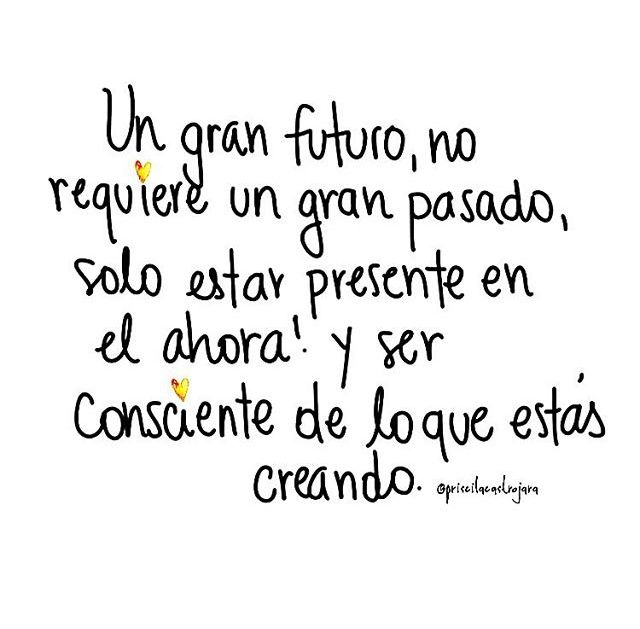 Un gran futuro, no
requiere un gran pasado,
solo estar presente en
el ahora! y ser
consciente de lo que estás
creando. @priscilacastrojara